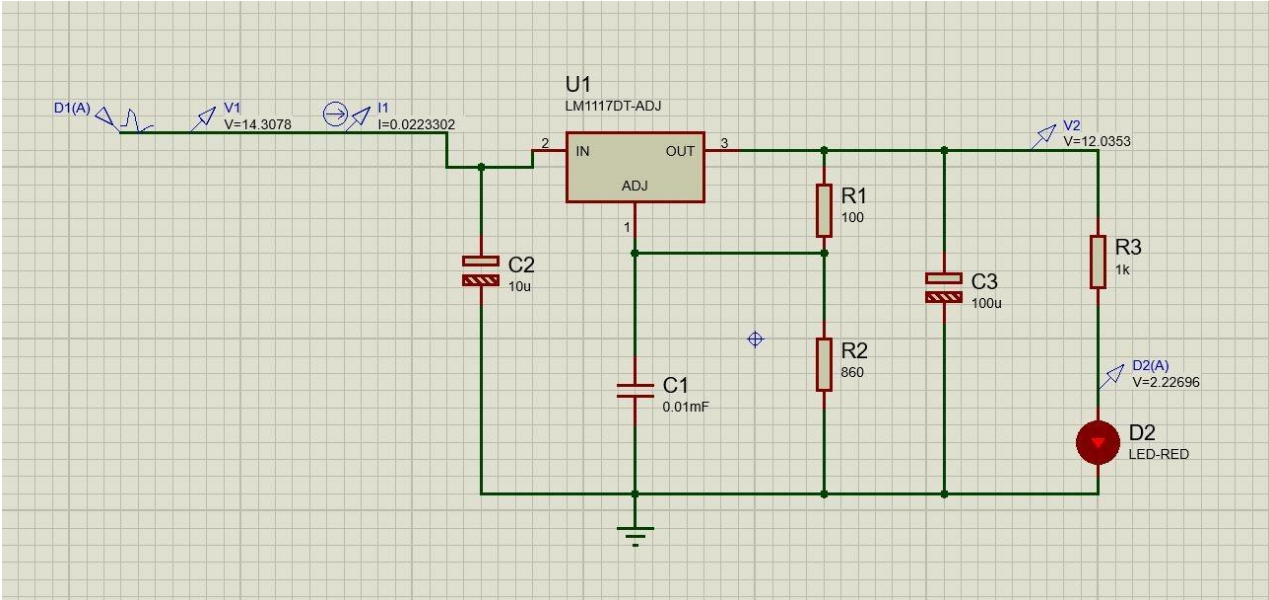 D1(A)
V1
V=14.3078
I1
I=0.0223302
U1
LM1117DT-ADJ
2
IN
OUT
3
ADJ
1
V2
V=12.0353
R1
100
R3
1k
C2
10u
C3
100u
R2
860
C1
0.01mF
D2(A)
V=2.22696
D2
LED-RED